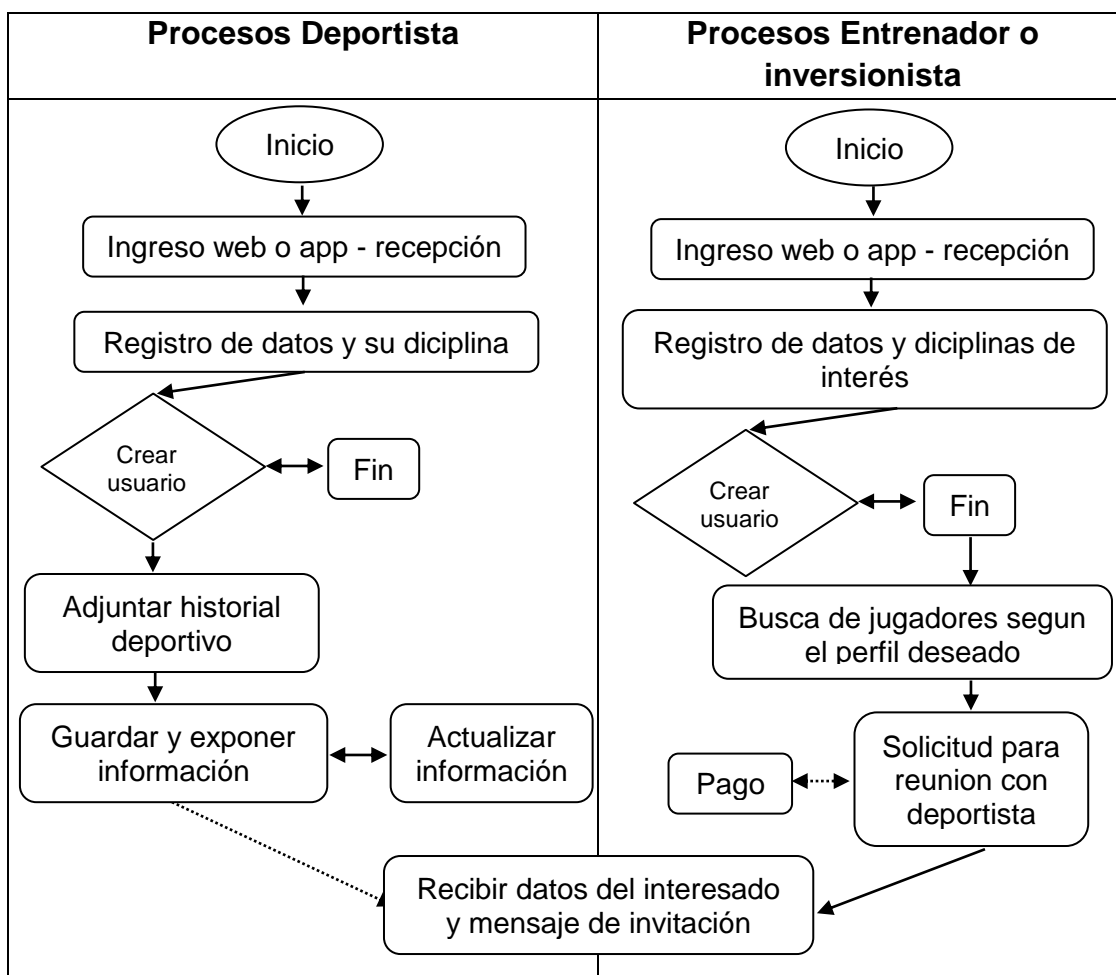 Procesos Deportista
Procesos Entrenador o
inversionista
Inicio
Ingreso web o app - recepción
Registro de datos y su diciplina
Crear
usuario
Fin
Adjuntar historial
deportivo
Guardar y exponer
información
Actualizar
información
Inicio
Ingreso web o app - recepción
Registro de datos y diciplinas de
interés
Crear
usuario
Fin
Busca de jugadores segun
el perfil deseado
Solicitud para
reunion con
deportista
Pago
Recibir datos del interesado
y mensaje de invitación